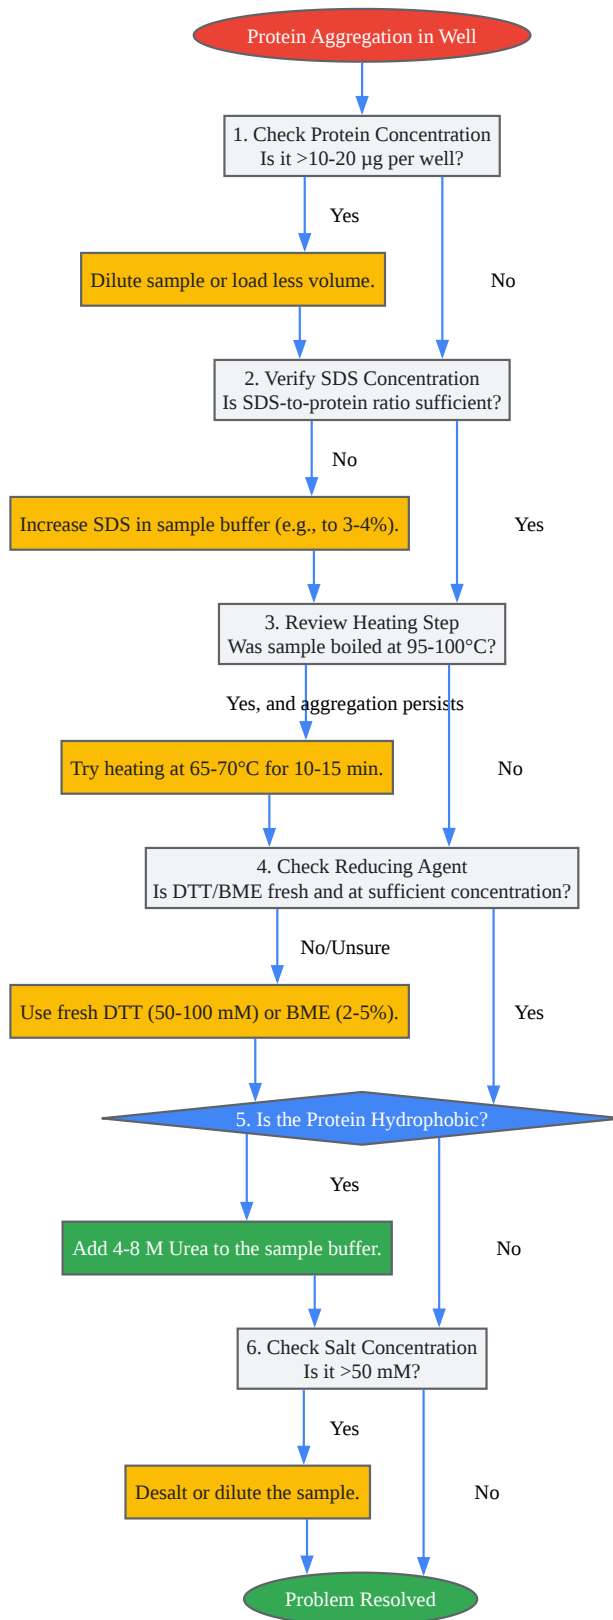 Protein Aggregation in Well
1. Check Protein Concentration
Is it >10-20 µg per well?
Yes
Dilute sample or load less volume.
No
2. Verify SDS Concentration
Is SDS-to-protein ratio sufficient?
No
Increase SDS in sample buffer (e.g., to 3-4%).
Yes
3. Review Heating Step
Was sample boiled at 95-100°C?
Yes, and aggregation persists
Try heating at 65-70°C for 10-15 min.
No
4. Check Reducing Agent
Is DTT/BME fresh and at sufficient concentration?
No/Unsure
Use fresh DTT (50-100 mM) or BME (2-5%).
Yes
5. Is the Protein Hydrophobic?
Yes
Add 4-8 M Urea to the sample buffer.
No
6. Check Salt Concentration
Is it >50 mM?
Yes
Desalt or dilute the sample.
No
Problem Resolved